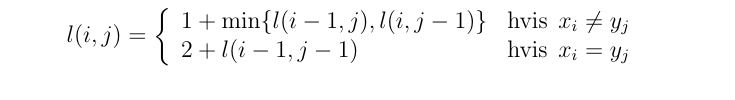 l(i, j) = { 1 + min{l(i − 1, j), l(i, j − 1)} hvis x_i ≠ y_j
2 + l(i − 1, j − 1) hvis x_i = y_j